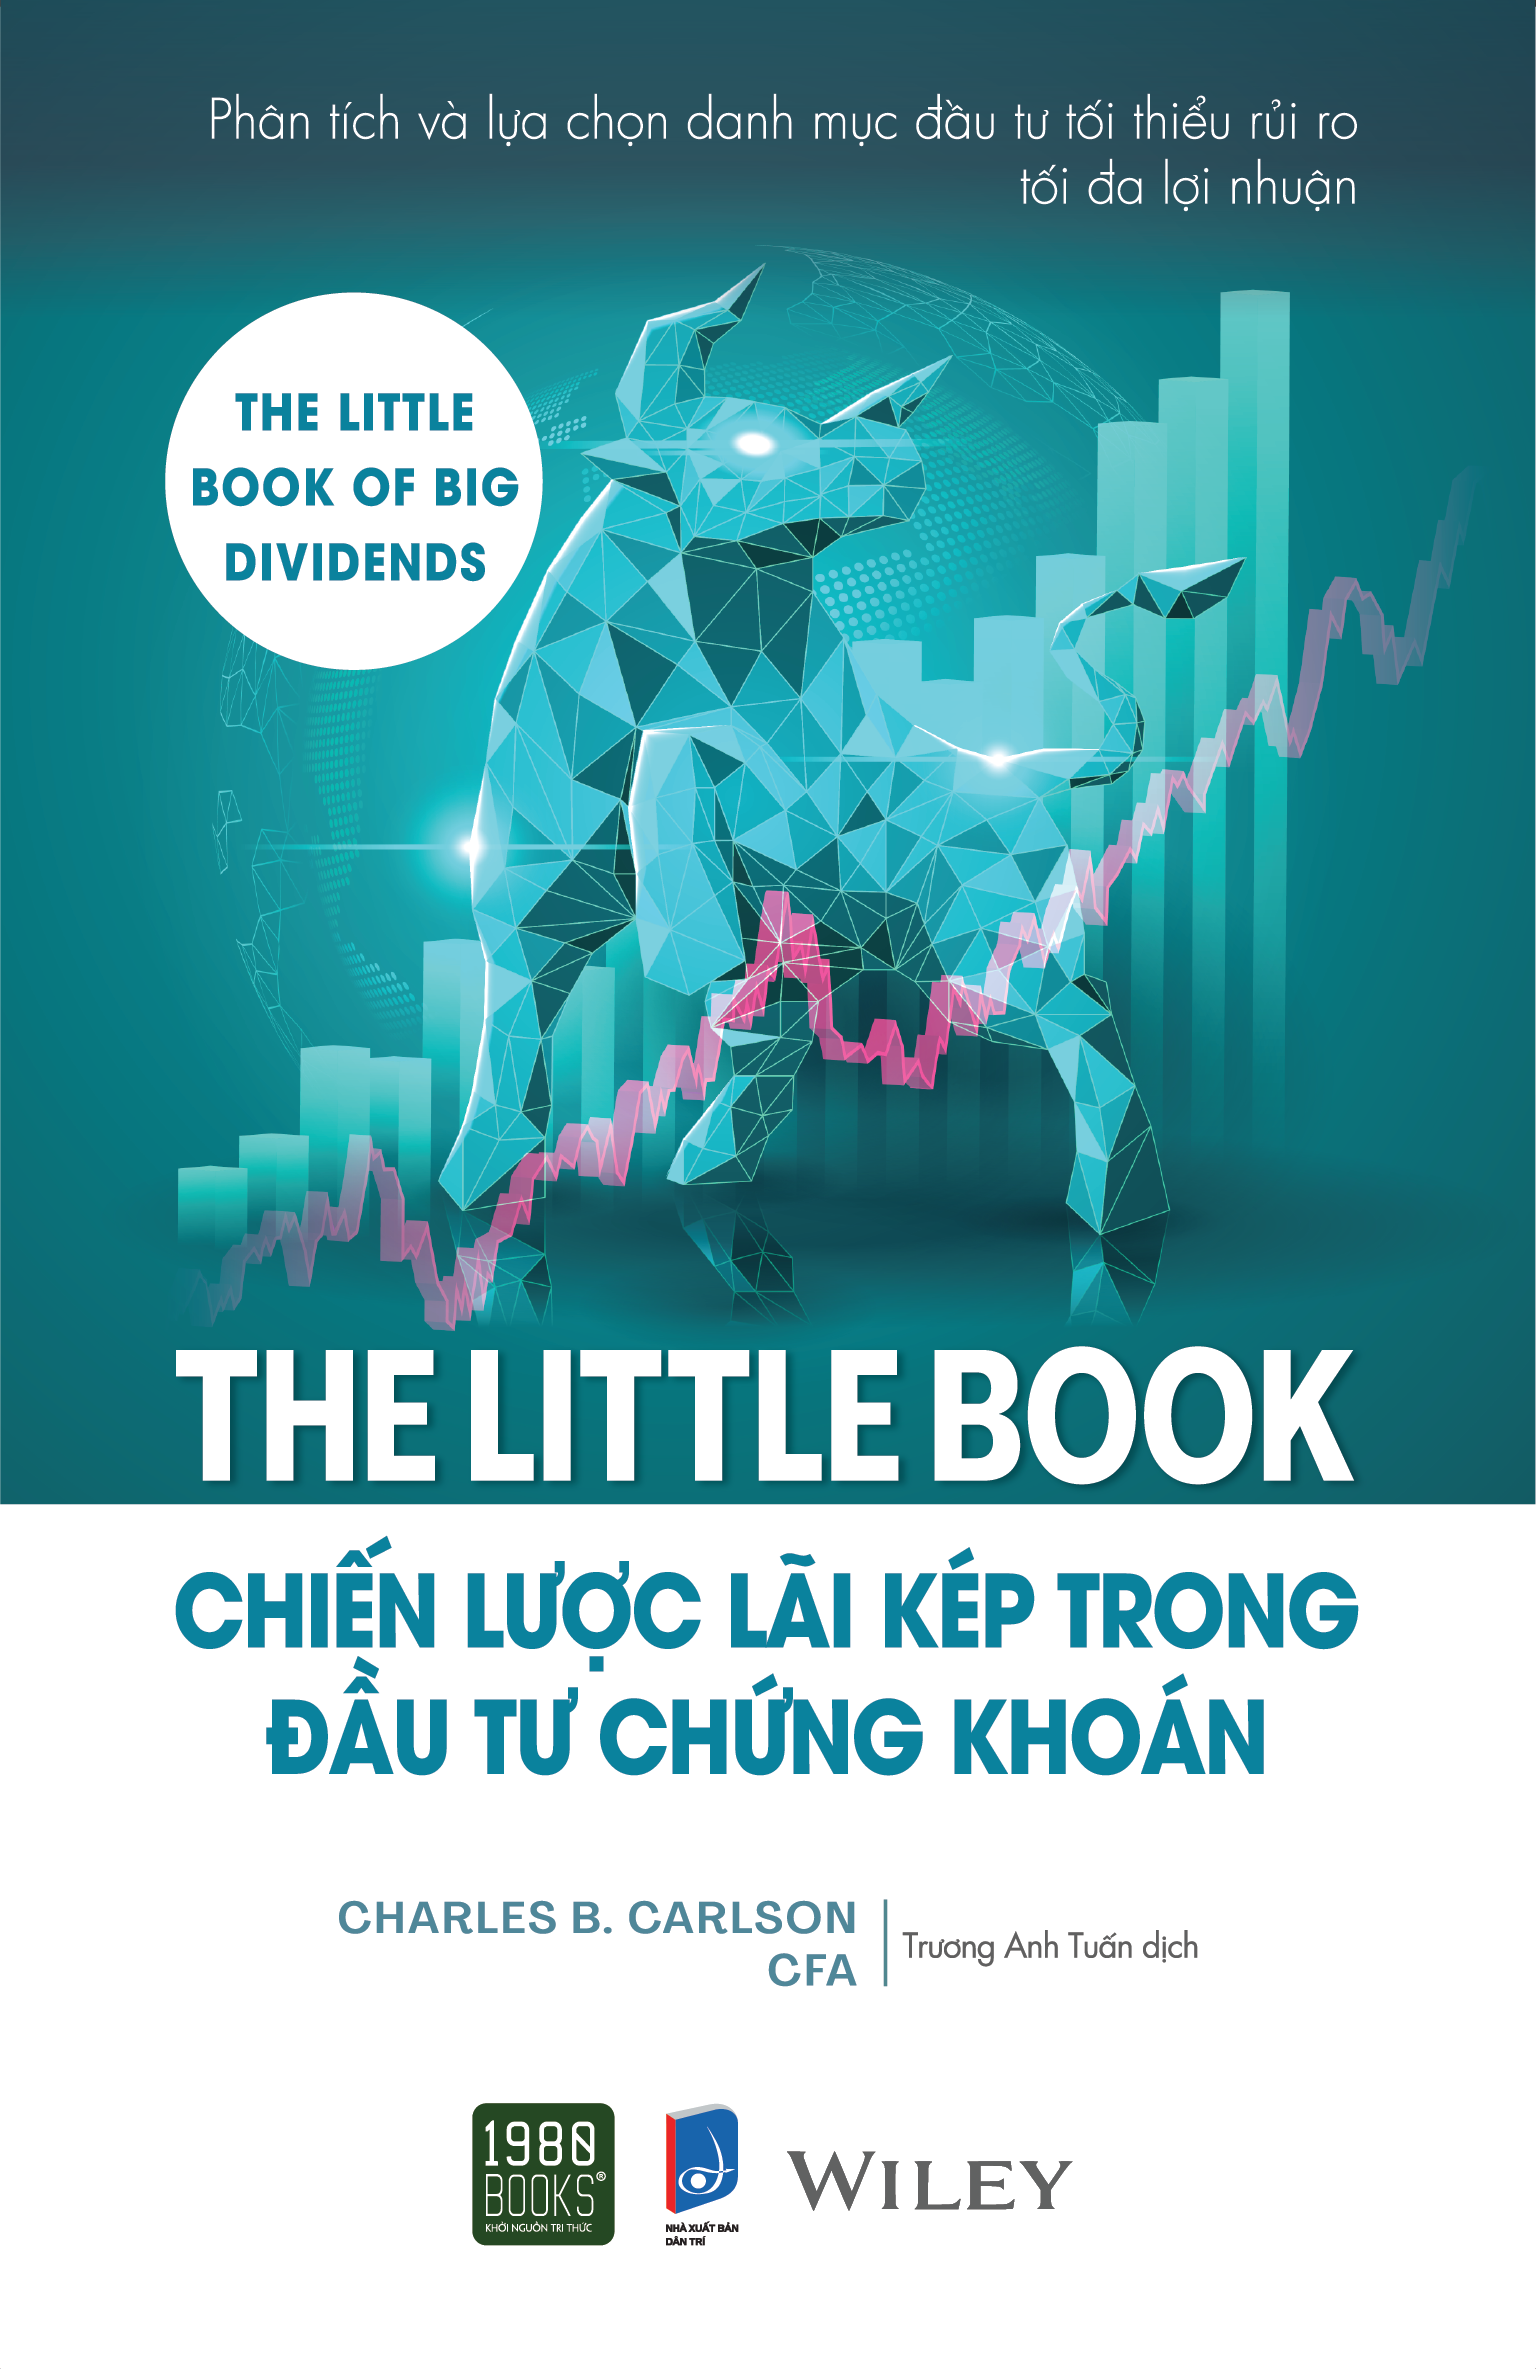 Phân tích và lựa chọn danh mục đầu tư tối thiểu rủi ro
tối đa lợi nhuận
THE LITTLE
BOOK OF BIG
DIVIDENDS
THE LITTLE BOOK
CHIẾN LƯỢC LÃI KÉP TRONG
ĐẦU TƯ CHỨNG KHOÁN
CHARLES B. CARLSON
CFA
Trương Anh Tuấn dịch
1980
BOOKS®
KHỞI NGUỒN TRI THỨC
NHÀ XUẤT BẢN
DÂN TRÍ
WILEY